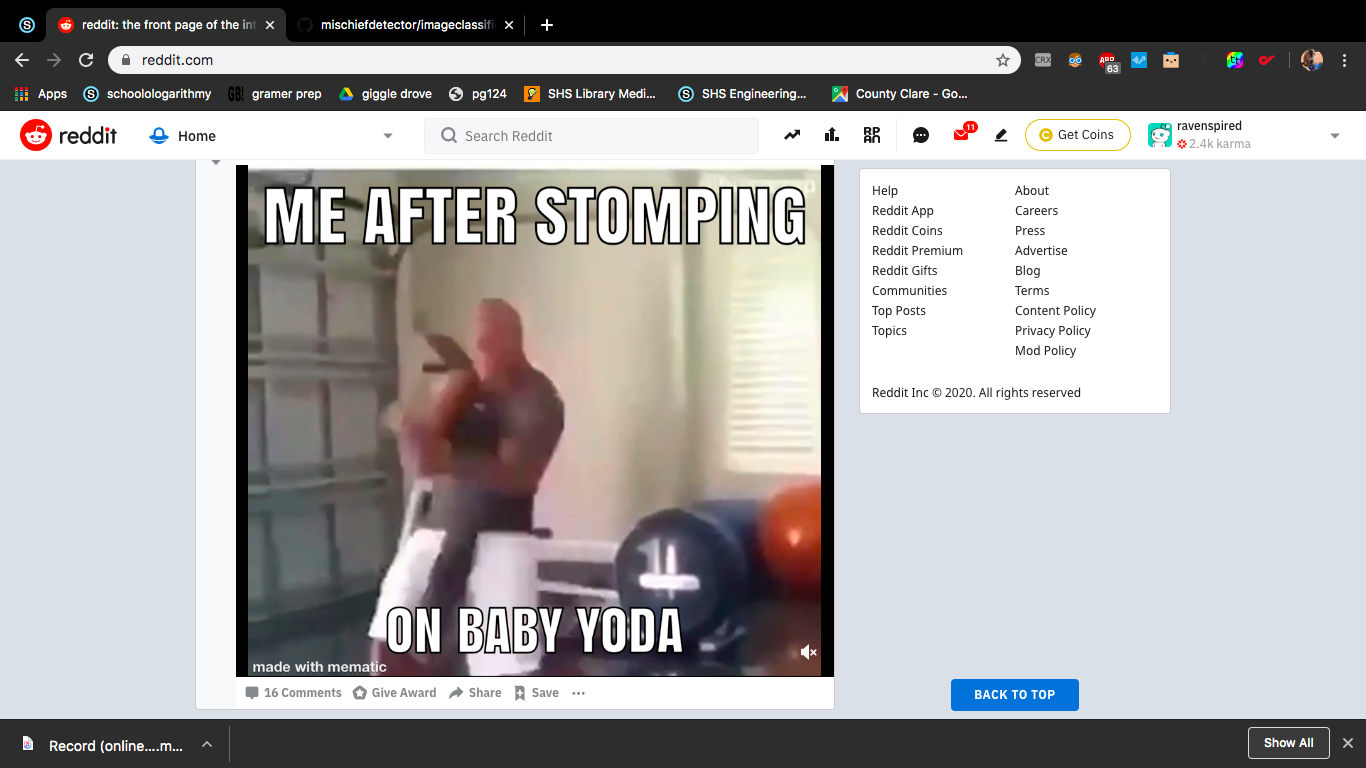 reddit: the front page of the int
mischiefdetector/imageclassifi
reddit.com
CRX
ABP
63
Apps
schoolologarithmy
GB!
gramer prep
giggle drove
pg124
SHS Library Medi...
SHS Engineering...
County Clare - Go...
reddit
Home
Search Reddit
RP
AN
11
Get Coins
ravenspired
2.4k karma
ME AFTER STOMPING
ON BABY YODA
made with mematic
16 Comments
Give Award
Share
Save
Help
About
Reddit App
Careers
Reddit Coins
Press
Reddit Premium
Advertise
Reddit Gifts
Blog
Communities
Terms
Top Posts
Content Policy
Topics
Privacy Policy
Mod Policy
Reddit Inc © 2020. All rights reserved
BACK TO TOP
Record (online....m...
Show All